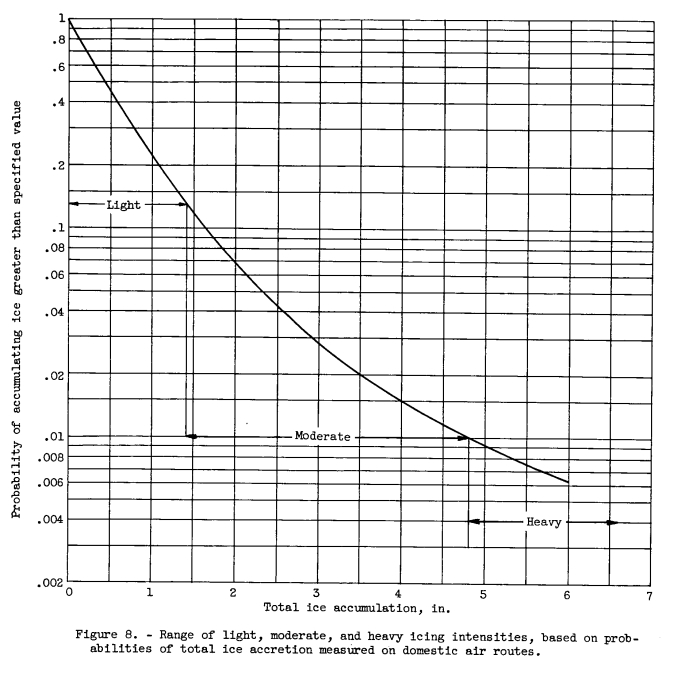 Probability of accumulating ice greater than specified value
1
.8
.6
.4
.2
.1
.08
.06
.04
.02
.01
.008
.006
.004
.002
Light
Moderate
Heavy
0 1 2 3 4 5 6 7
Total ice accumulation, in.
Figure 8. - Range of light, moderate, and heavy icing intensities, based on prob-
abilities of total ice accretion measured on domestic air routes.